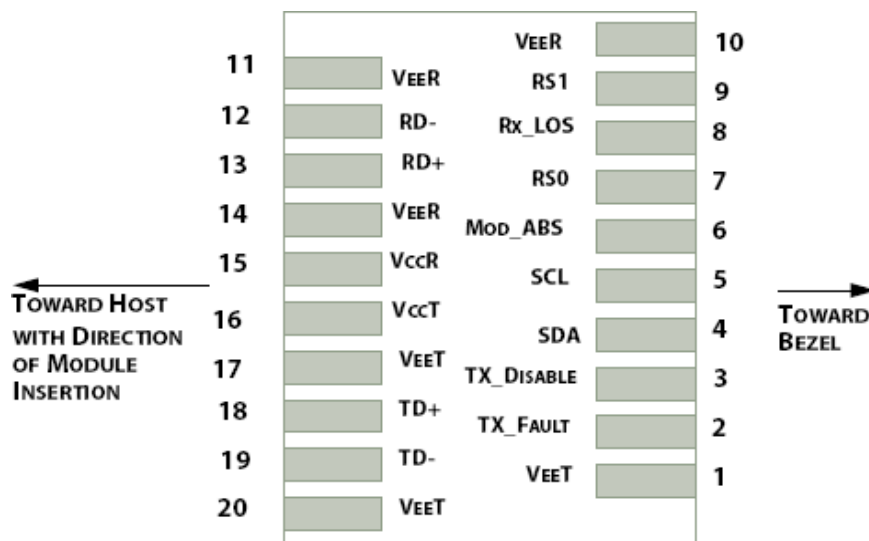 VEER 10
11 VEER
RS1 9
12 RD-
Rx_LOS 8
13 RD+
RS0 7
14 VEER
MOD_ABS 6
15 VCCR
SCL 5
TOWARD HOST
WITH DIRECTION
OF MODULE
INSERTION
16 VCCT
SDA 4
TOWARD
BEZEL
17 VEET
TX_DISABLE 3
18 TD+
TX_FAULT 2
19 TD-
VEET 1
20 VEET